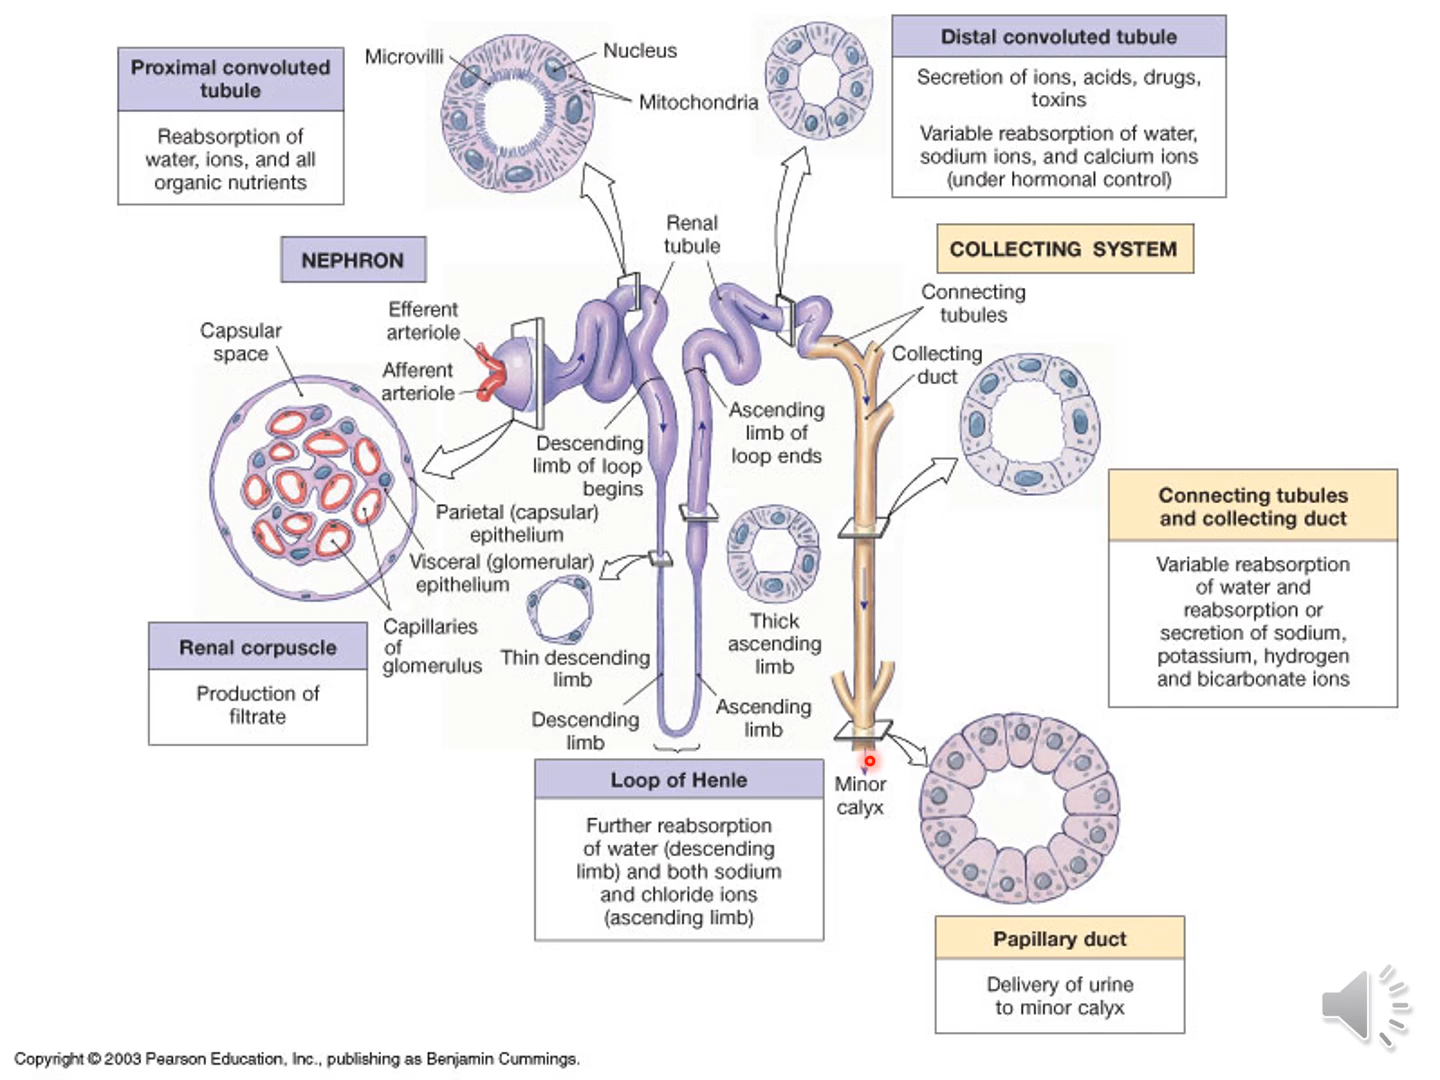 Proximal convoluted
tubule
Reabsorption of
water, ions, and all
organic nutrients
Microvilli
Nucleus
Mitochondria
Distal convoluted tubule
Secretion of ions, acids, drugs,
toxins
Variable reabsorption of water,
sodium ions, and calcium ions
(under hormonal control)
NEPHRON
Renal
tubule
COLLECTING SYSTEM
Efferent
arteriole
Afferent
arteriole
Capsular
space
Connecting
tubules
Collecting
duct
Descending
limb of loop
begins
Ascending
limb of
loop ends
Parietal (capsular)
epithelium
Visceral (glomerular)
epithelium
Capillaries
of
glomerulus
Renal corpuscle
Production of
filtrate
Thin descending
limb
Thick
ascending
limb
Descending
limb
Ascending
limb
Connecting tubules
and collecting duct
Variable reabsorption
of water and
reabsorption or
secretion of sodium,
potassium, hydrogen
and bicarbonate ions
Loop of Henle
Further reabsorption
of water (descending
limb) and both sodium
and chloride ions
(ascending limb)
Minor
calyx
Papillary duct
Delivery of urine
to minor calyx
Copyright © 2003 Pearson Education, Inc., publishing as Benjamin Cummings.